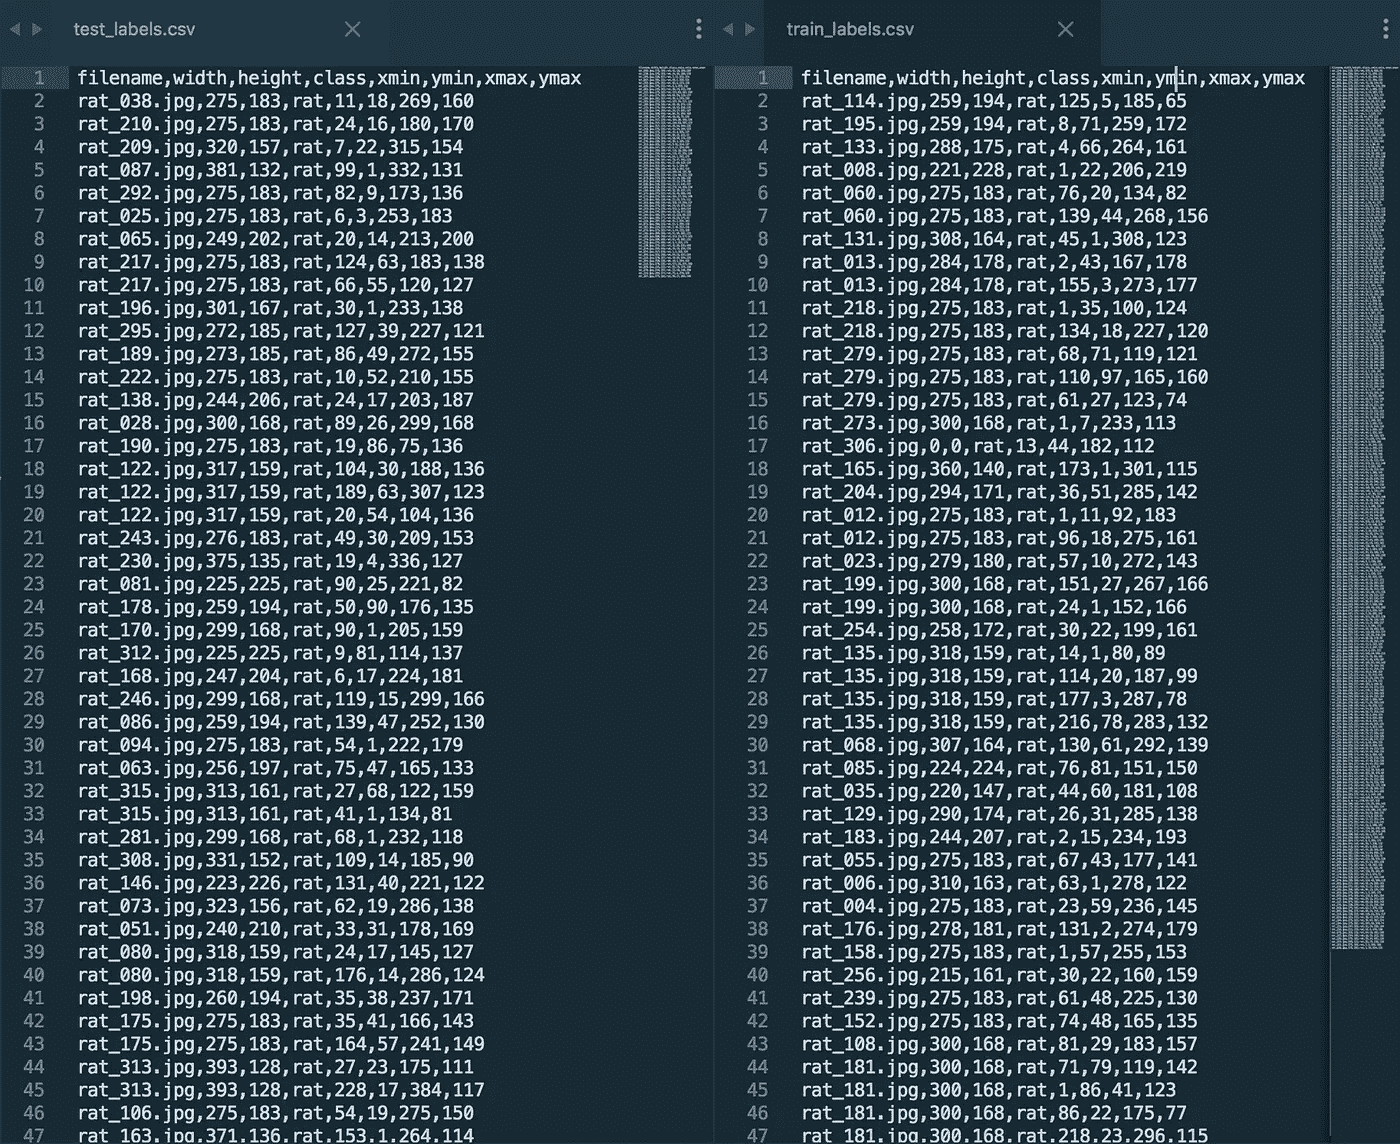 test_labels.csv
1 filename,width,height,class,xmin,ymin,xmax,ymax
2 rat_038.jpg,275,183,rat,11,18,269,160
3 rat_210.jpg,275,183,rat,24,16,180,170
4 rat_209.jpg,320,157,rat,7,22,315,154
5 rat_087.jpg,381,132,rat,99,1,332,131
6 rat_292.jpg,275,183,rat,82,9,173,136
7 rat_025.jpg,275,183,rat,6,3,253,183
8 rat_065.jpg,249,202,rat,20,14,213,200
9 rat_217.jpg,275,183,rat,124,63,183,138
10 rat_217.jpg,275,183,rat,66,55,120,127
11 rat_196.jpg,301,167,rat,30,1,233,138
12 rat_295.jpg,272,185,rat,127,39,227,121
13 rat_189.jpg,273,185,rat,86,49,272,155
14 rat_222.jpg,275,183,rat,10,52,210,155
15 rat_138.jpg,244,206,rat,24,17,203,187
16 rat_028.jpg,300,168,rat,89,26,299,168
17 rat_190.jpg,275,183,rat,19,86,75,136
18 rat_122.jpg,317,159,rat,104,30,188,136
19 rat_122.jpg,317,159,rat,189,63,307,123
20 rat_122.jpg,317,159,rat,20,54,104,136
21 rat_243.jpg,276,183,rat,49,30,209,153
22 rat_230.jpg,375,135,rat,19,4,336,127
23 rat_081.jpg,225,225,rat,90,25,221,82
24 rat_178.jpg,259,194,rat,50,90,176,135
25 rat_170.jpg,299,168,rat,90,1,205,159
26 rat_312.jpg,225,225,rat,9,81,114,137
27 rat_168.jpg,247,204,rat,6,17,224,181
28 rat_246.jpg,299,168,rat,119,15,299,166
29 rat_086.jpg,259,194,rat,139,47,252,130
30 rat_094.jpg,275,183,rat,54,1,222,179
31 rat_063.jpg,256,197,rat,75,47,165,133
32 rat_315.jpg,313,161,rat,27,68,122,159
33 rat_315.jpg,313,161,rat,41,1,134,81
34 rat_281.jpg,299,168,rat,68,1,232,118
35 rat_308.jpg,331,152,rat,109,14,185,90
36 rat_146.jpg,223,226,rat,131,40,221,122
37 rat_073.jpg,323,156,rat,62,19,286,138
38 rat_051.jpg,240,210,rat,33,31,178,169
39 rat_080.jpg,318,159,rat,24,17,145,127
40 rat_080.jpg,318,159,rat,176,14,286,124
41 rat_198.jpg,260,194,rat,35,38,237,171
42 rat_175.jpg,275,183,rat,35,41,166,143
43 rat_175.jpg,275,183,rat,164,57,241,149
44 rat_313.jpg,393,128,rat,27,23,175,111
45 rat_313.jpg,393,128,rat,228,17,384,117
46 rat_106.jpg,275,183,rat,54,19,275,150
47 rat_163.jpg,371,136,rat,153,1,264,114
train_labels.csv
1 filename,width,height,class,xmin,ymin,xmax,ymax
2 rat_114.jpg,259,194,rat,125,5,185,65
3 rat_195.jpg,259,194,rat,8,71,259,172
4 rat_133.jpg,288,175,rat,4,66,264,161
5 rat_008.jpg,221,228,rat,1,22,206,219
6 rat_060.jpg,275,183,rat,76,20,134,82
7 rat_060.jpg,275,183,rat,139,44,268,156
8 rat_131.jpg,308,164,rat,45,1,308,123
9 rat_013.jpg,284,178,rat,2,43,167,178
10 rat_013.jpg,284,178,rat,155,3,273,177
11 rat_218.jpg,275,183,rat,1,35,100,124
12 rat_218.jpg,275,183,rat,134,18,227,120
13 rat_279.jpg,275,183,rat,68,71,119,121
14 rat_279.jpg,275,183,rat,110,97,165,160
15 rat_279.jpg,275,183,rat,61,27,123,74
16 rat_273.jpg,300,168,rat,1,7,233,113
17 rat_306.jpg,0,0,rat,13,44,182,112
18 rat_165.jpg,360,140,rat,173,1,301,115
19 rat_204.jpg,294,171,rat,36,51,285,142
20 rat_012.jpg,275,183,rat,1,11,92,183
21 rat_012.jpg,275,183,rat,96,18,275,161
22 rat_023.jpg,279,180,rat,57,10,272,143
23 rat_199.jpg,300,168,rat,151,27,267,166
24 rat_199.jpg,300,168,rat,24,1,152,166
25 rat_254.jpg,258,172,rat,30,22,199,161
26 rat_135.jpg,318,159,rat,14,1,80,89
27 rat_135.jpg,318,159,rat,114,20,187,99
28 rat_135.jpg,318,159,rat,177,3,287,78
29 rat_135.jpg,318,159,rat,216,78,283,132
30 rat_068.jpg,307,164,rat,130,61,292,139
31 rat_085.jpg,224,224,rat,76,81,151,150
32 rat_035.jpg,220,147,rat,44,60,181,108
33 rat_129.jpg,290,174,rat,26,31,285,138
34 rat_183.jpg,244,207,rat,2,15,234,193
35 rat_055.jpg,275,183,rat,67,43,177,141
36 rat_006.jpg,310,163,rat,63,1,278,122
37 rat_004.jpg,275,183,rat,23,59,236,145
38 rat_176.jpg,278,181,rat,131,2,274,179
39 rat_158.jpg,275,183,rat,1,57,255,153
40 rat_256.jpg,215,161,rat,30,22,160,159
41 rat_239.jpg,275,183,rat,61,48,225,130
42 rat_152.jpg,275,183,rat,74,48,165,135
43 rat_108.jpg,300,168,rat,81,29,183,157
44 rat_181.jpg,300,168,rat,71,79,119,142
45 rat_181.jpg,300,168,rat,1,86,41,123
46 rat_181.jpg,300,168,rat,86,22,175,77
47 rat_181.jpg,300,168,rat,218,23,296,115